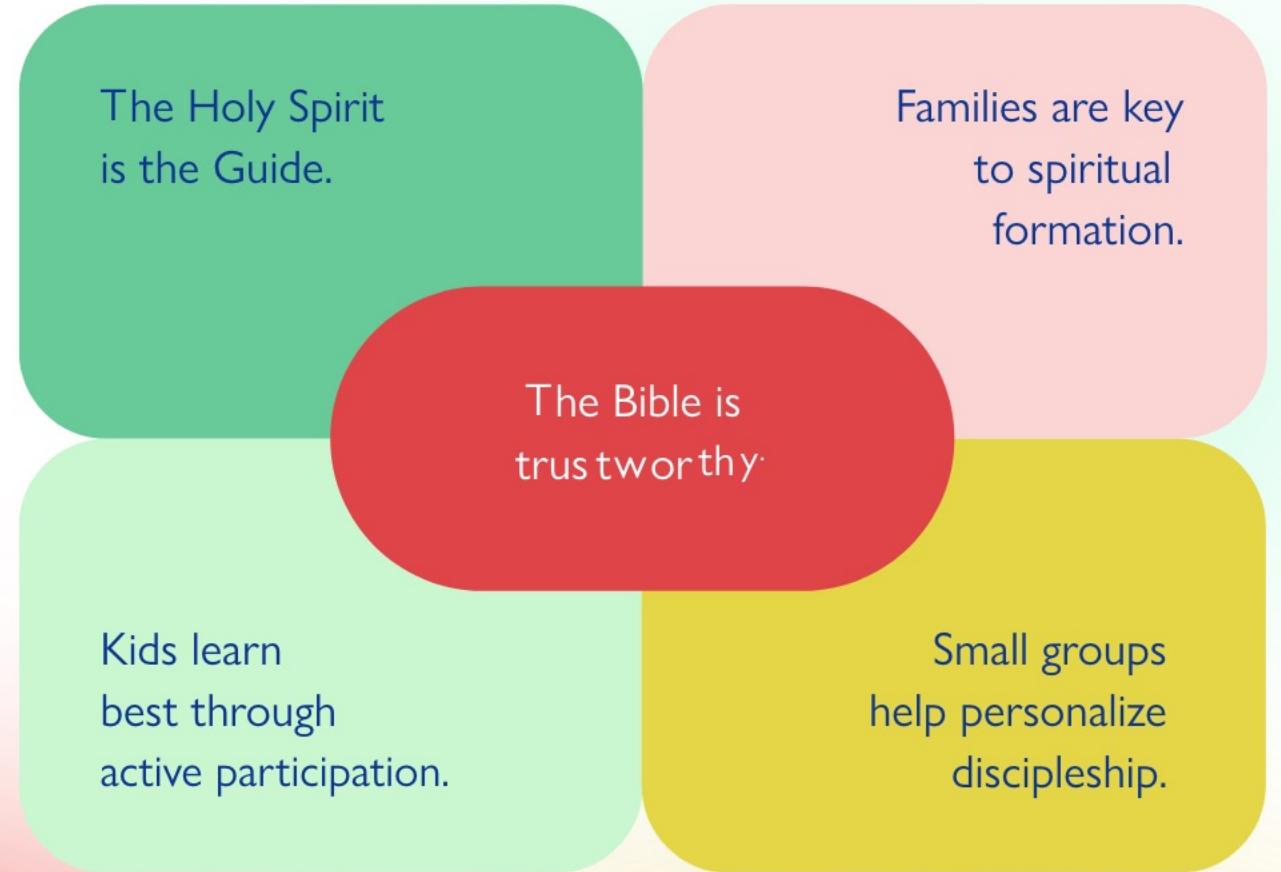 The Holy Spirit
is the Guide.
Families are key
to spiritual
formation.
The Bible is
trustworthy.
Kids learn
best through
active participation.
Small groups
help personalize
discipleship.